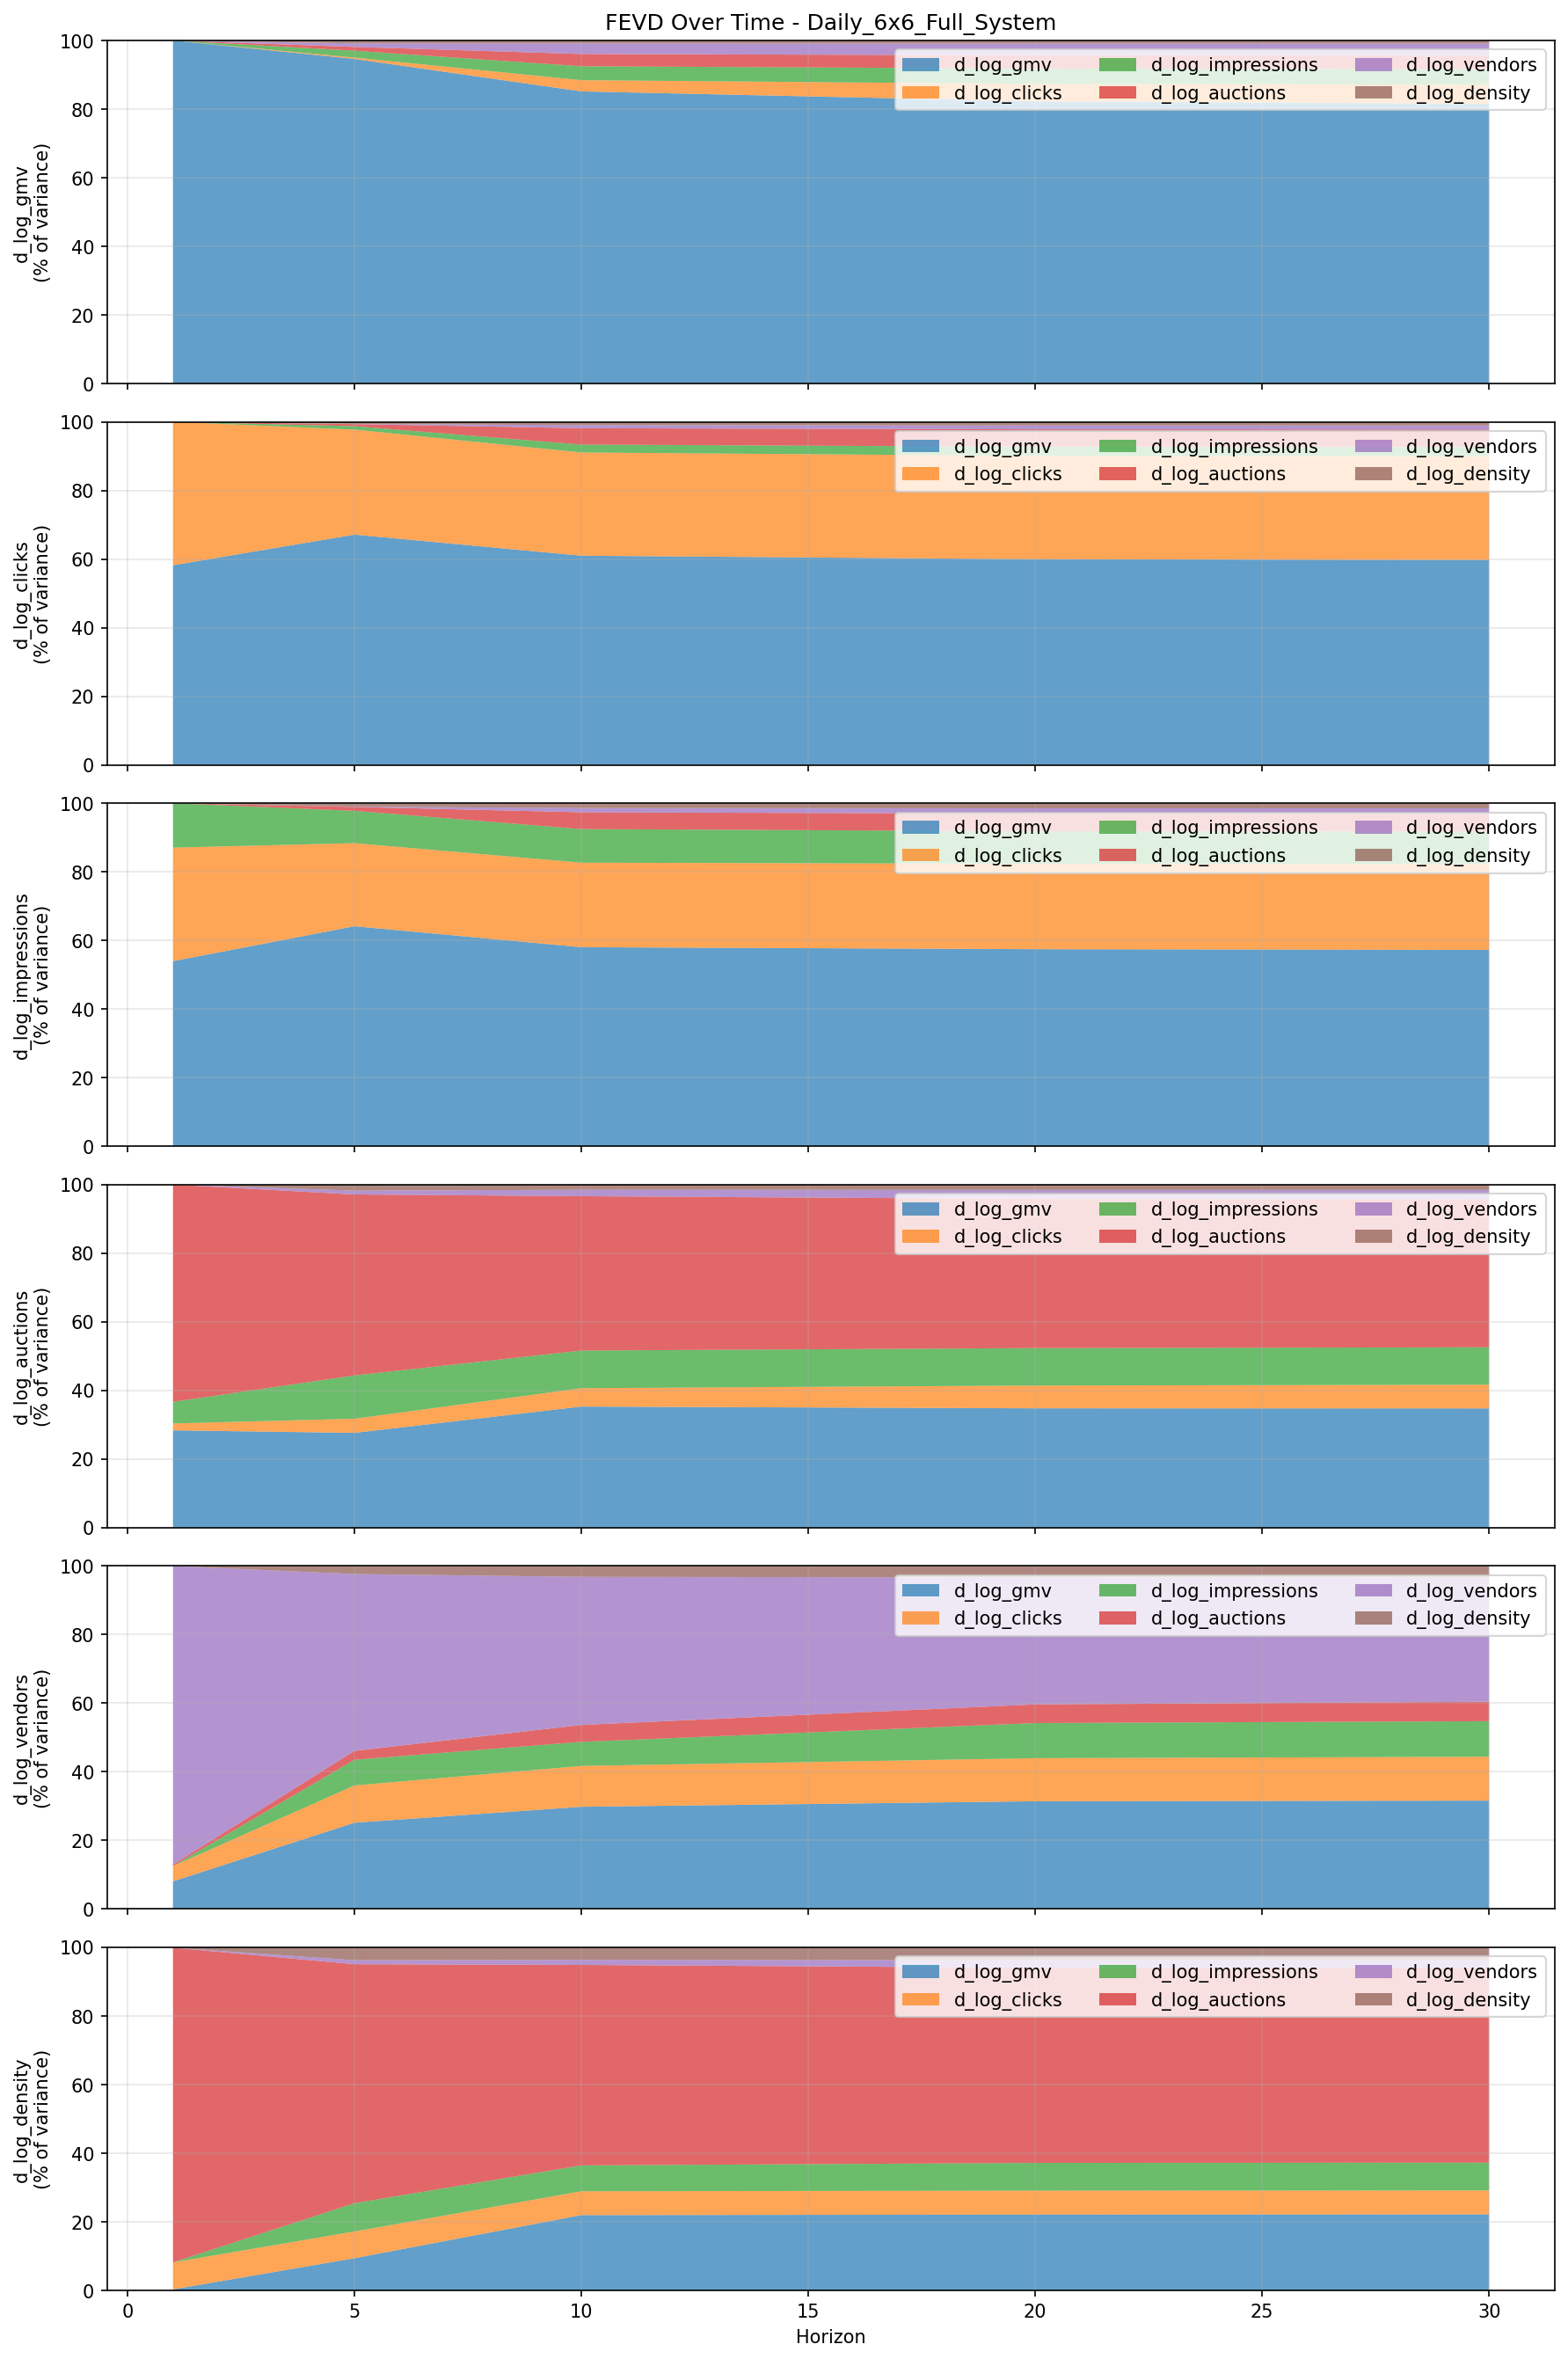 FEVD Over Time - Daily_6x6_Full_System
100
80
60
40
20
0
d_log_gmv
(% of variance)
d_log_gmv d_log_impressions d_log_vendors
d_log_clicks d_log_auctions d_log_density
100
80
60
40
20
0
d_log_clicks
(% of variance)
d_log_gmv d_log_impressions d_log_vendors
d_log_clicks d_log_auctions d_log_density
100
80
60
40
20
0
d_log_impressions
(% of variance)
d_log_gmv d_log_impressions d_log_vendors
d_log_clicks d_log_auctions d_log_density
100
80
60
40
20
0
d_log_auctions
(% of variance)
d_log_gmv d_log_impressions d_log_vendors
d_log_clicks d_log_auctions d_log_density
100
80
60
40
20
0
d_log_vendors
(% of variance)
d_log_gmv d_log_impressions d_log_vendors
d_log_clicks d_log_auctions d_log_density
100
80
60
40
20
0
d_log_density
(% of variance)
d_log_gmv d_log_impressions d_log_vendors
d_log_clicks d_log_auctions d_log_density
0 5 10 15 20 25 30
Horizon